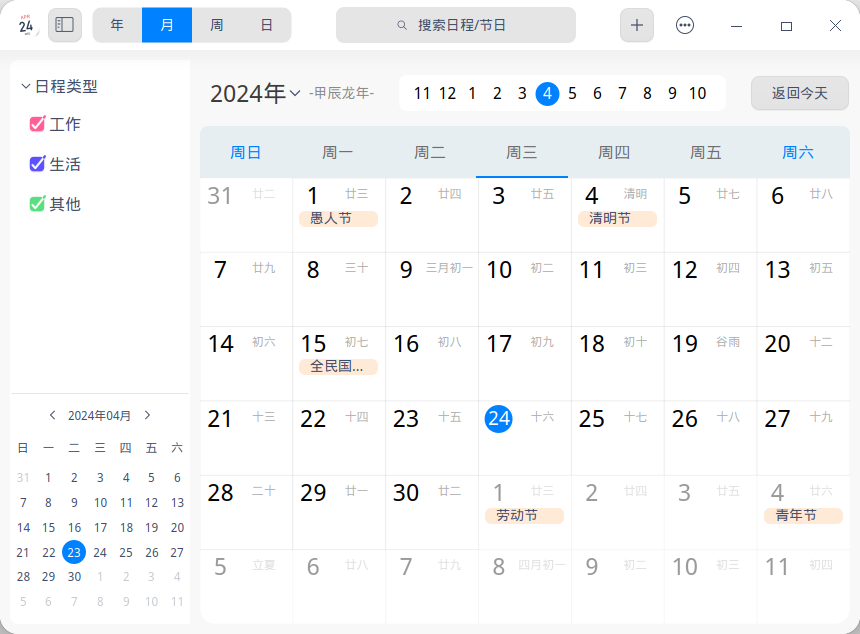 24
年 月 周 日
搜索日程/节日
日程类型
工作
生活
其他
2024年 -甲辰龙年-
11 12 1 2 3 4 5 6 7 8 9 10
返回今天
周日 周一 周二 周三 周四 周五 周六
31 廿二 1 廿三 2 廿四 3 廿五 4 清明 5 廿七 6 廿八
愚人节 清明节
7 廿九 8 三十 9 三月初一 10 初二 11 初三 12 初四 13 初五
14 初六 15 初七 16 初八 17 初九 18 初十 19 谷雨 20 十二
全民国...
21 十三 22 十四 23 十五 24 十六 25 十七 26 十八 27 十九
28 二十 29 廿一 30 廿二 1 廿三 2 廿四 3 廿五 4 廿六
劳动节 青年节
5 立夏 6 廿八 7 廿九 8 四月初一 9 初二 10 初三 11 初四
2024年04月
日 一 二 三 四 五 六
31 1 2 3 4 5 6
7 8 9 10 11 12 13
14 15 16 17 18 19 20
21 22 23 24 25 26 27
28 29 30 1 2 3 4
5 6 7 8 9 10 11